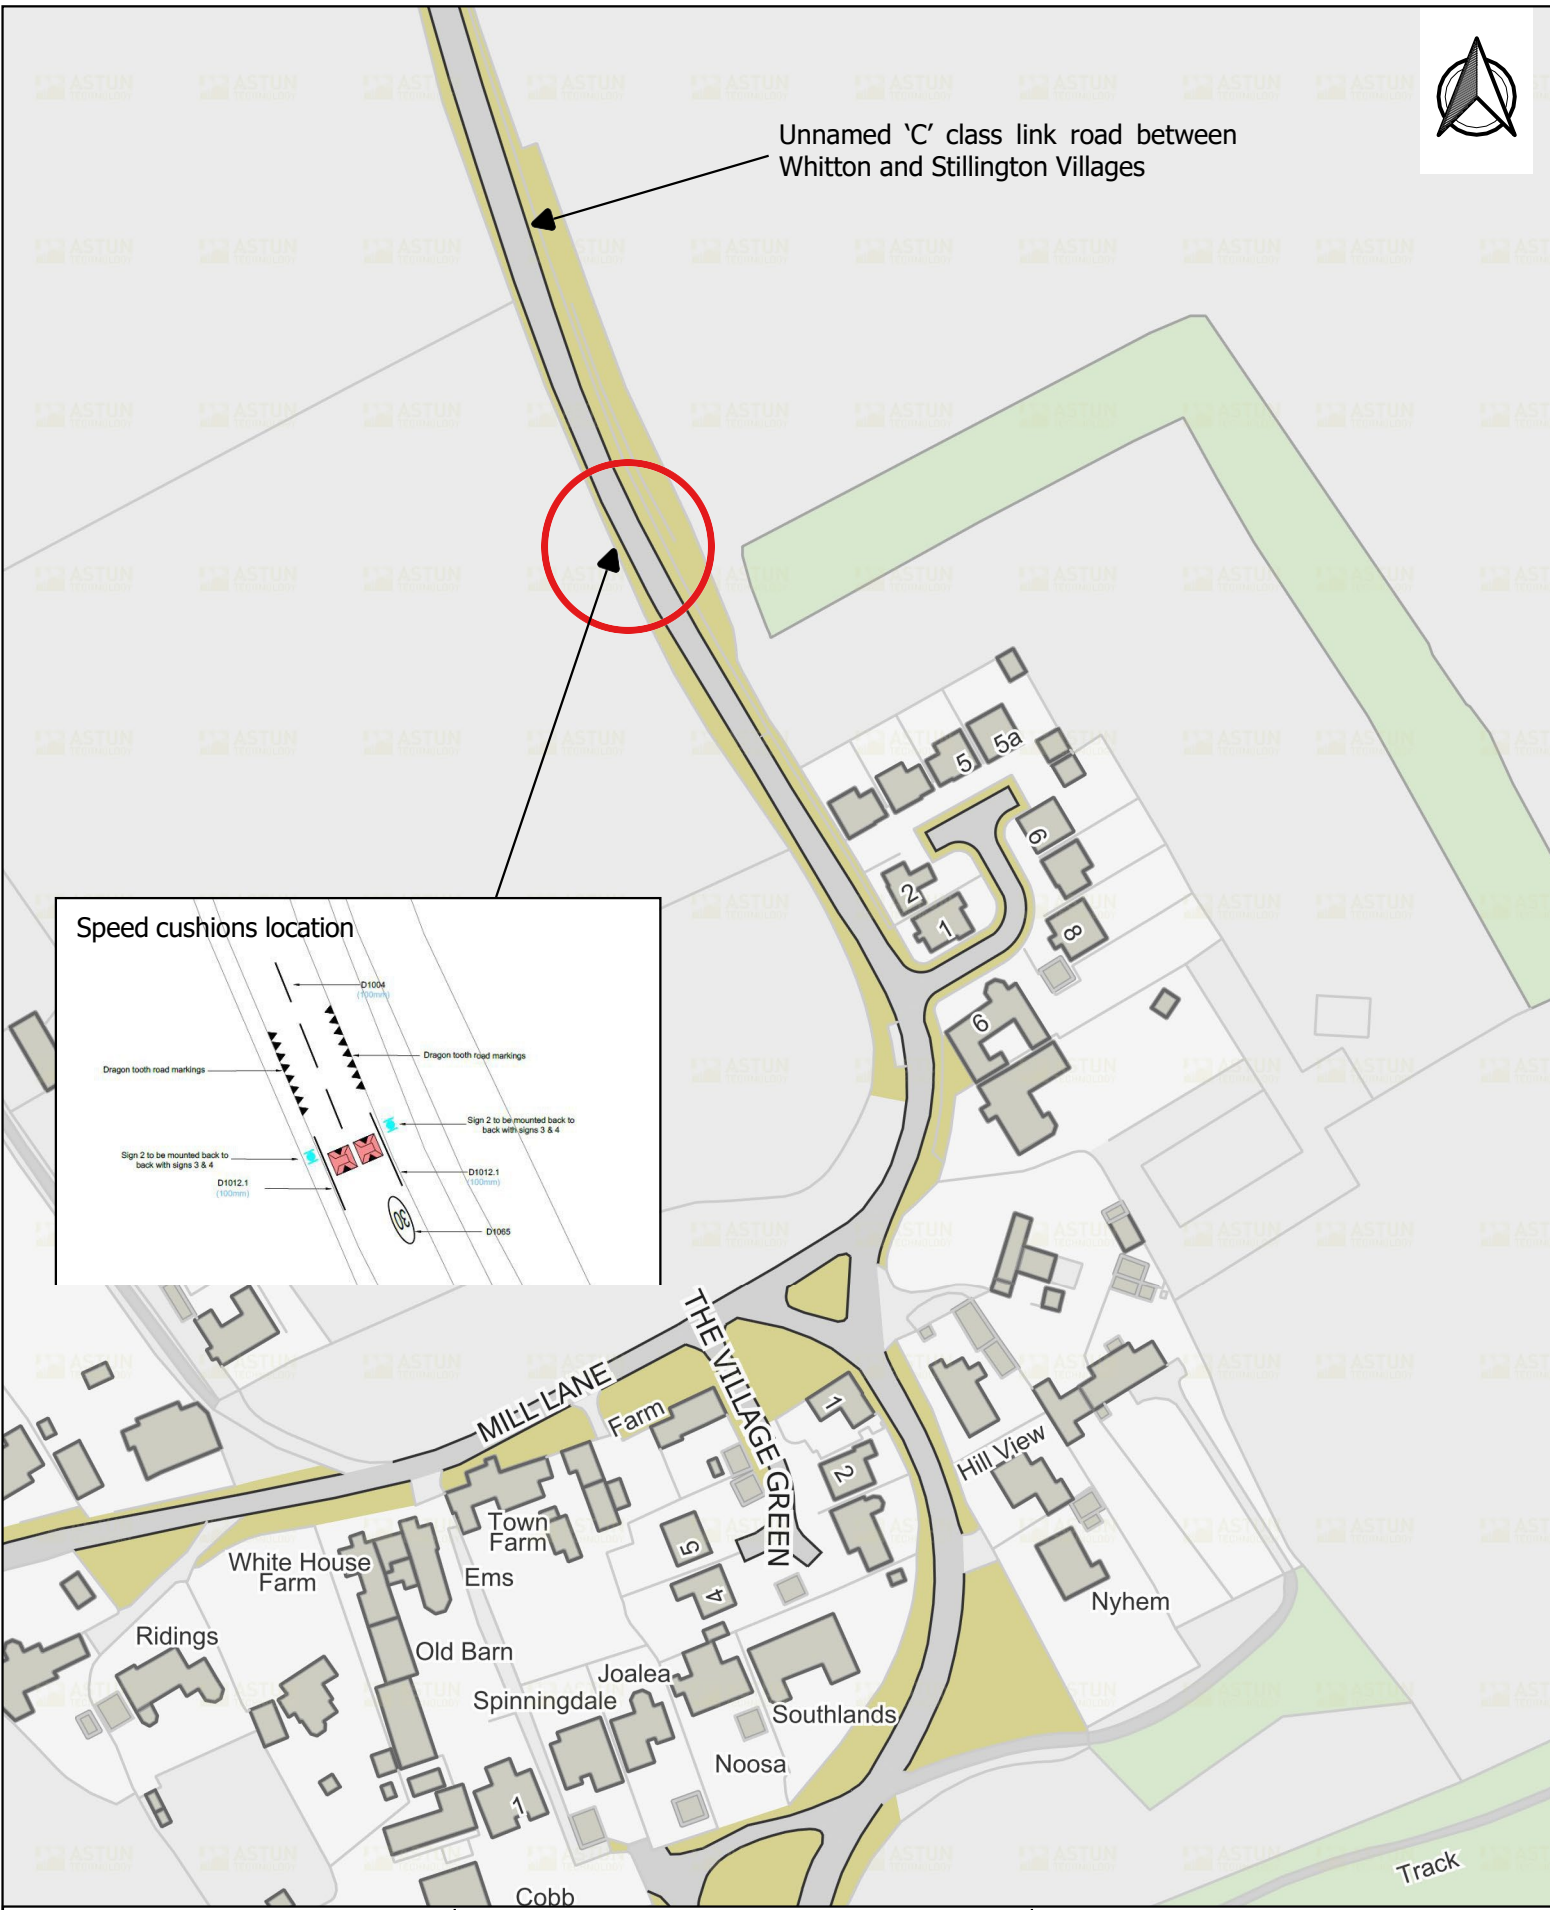 Unnamed ‘C’ class link road between
Whitton and Stillington Villages
5a
5
9
2
1
8
6
Speed cushions location
D1004
(100mm)
Dragon tooth road markings
Dragon tooth road markings
Sign 2 to be mounted back to
back with signs 3 & 4
Sign 2 to be mounted back to
back with signs 3 & 4
D1012.1
(100mm)
D1012.1
(100mm)
30
D1065
THE VILLAGE GREEN
MILL LANE
Farm
1
2
Hill View
Town
Farm
5
White House
Farm
Ems
4
Nyhem
Ridings
Old Barn
Joalea
Spinningdale
Southlands
Noosa
1
Track
Cobb
ASTUN
TECHNOLOGY